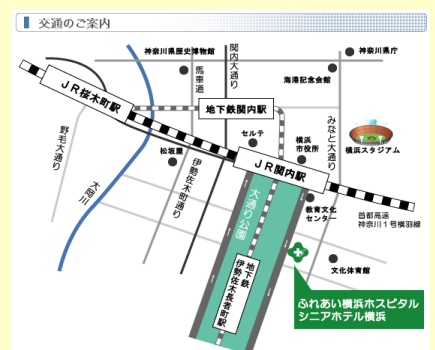 交通のご案内
神奈川県歴史博物館
関内大通り
神奈川県庁
馬車道
海港記念会館
JR桜木町駅
地下鉄関内駅
みなと大通り
セルテ
横浜
市役所
横浜スタジアム
野毛大通り
松坂屋
JR関内駅
大岡川
伊勢佐木町通り
大通り公園
教育文化
センター
首都高速
神奈川1号横羽線
地下鉄
伊勢佐木長者町駅
文化体育館
ふれあい横浜ホスピタル
シニアホテル横浜